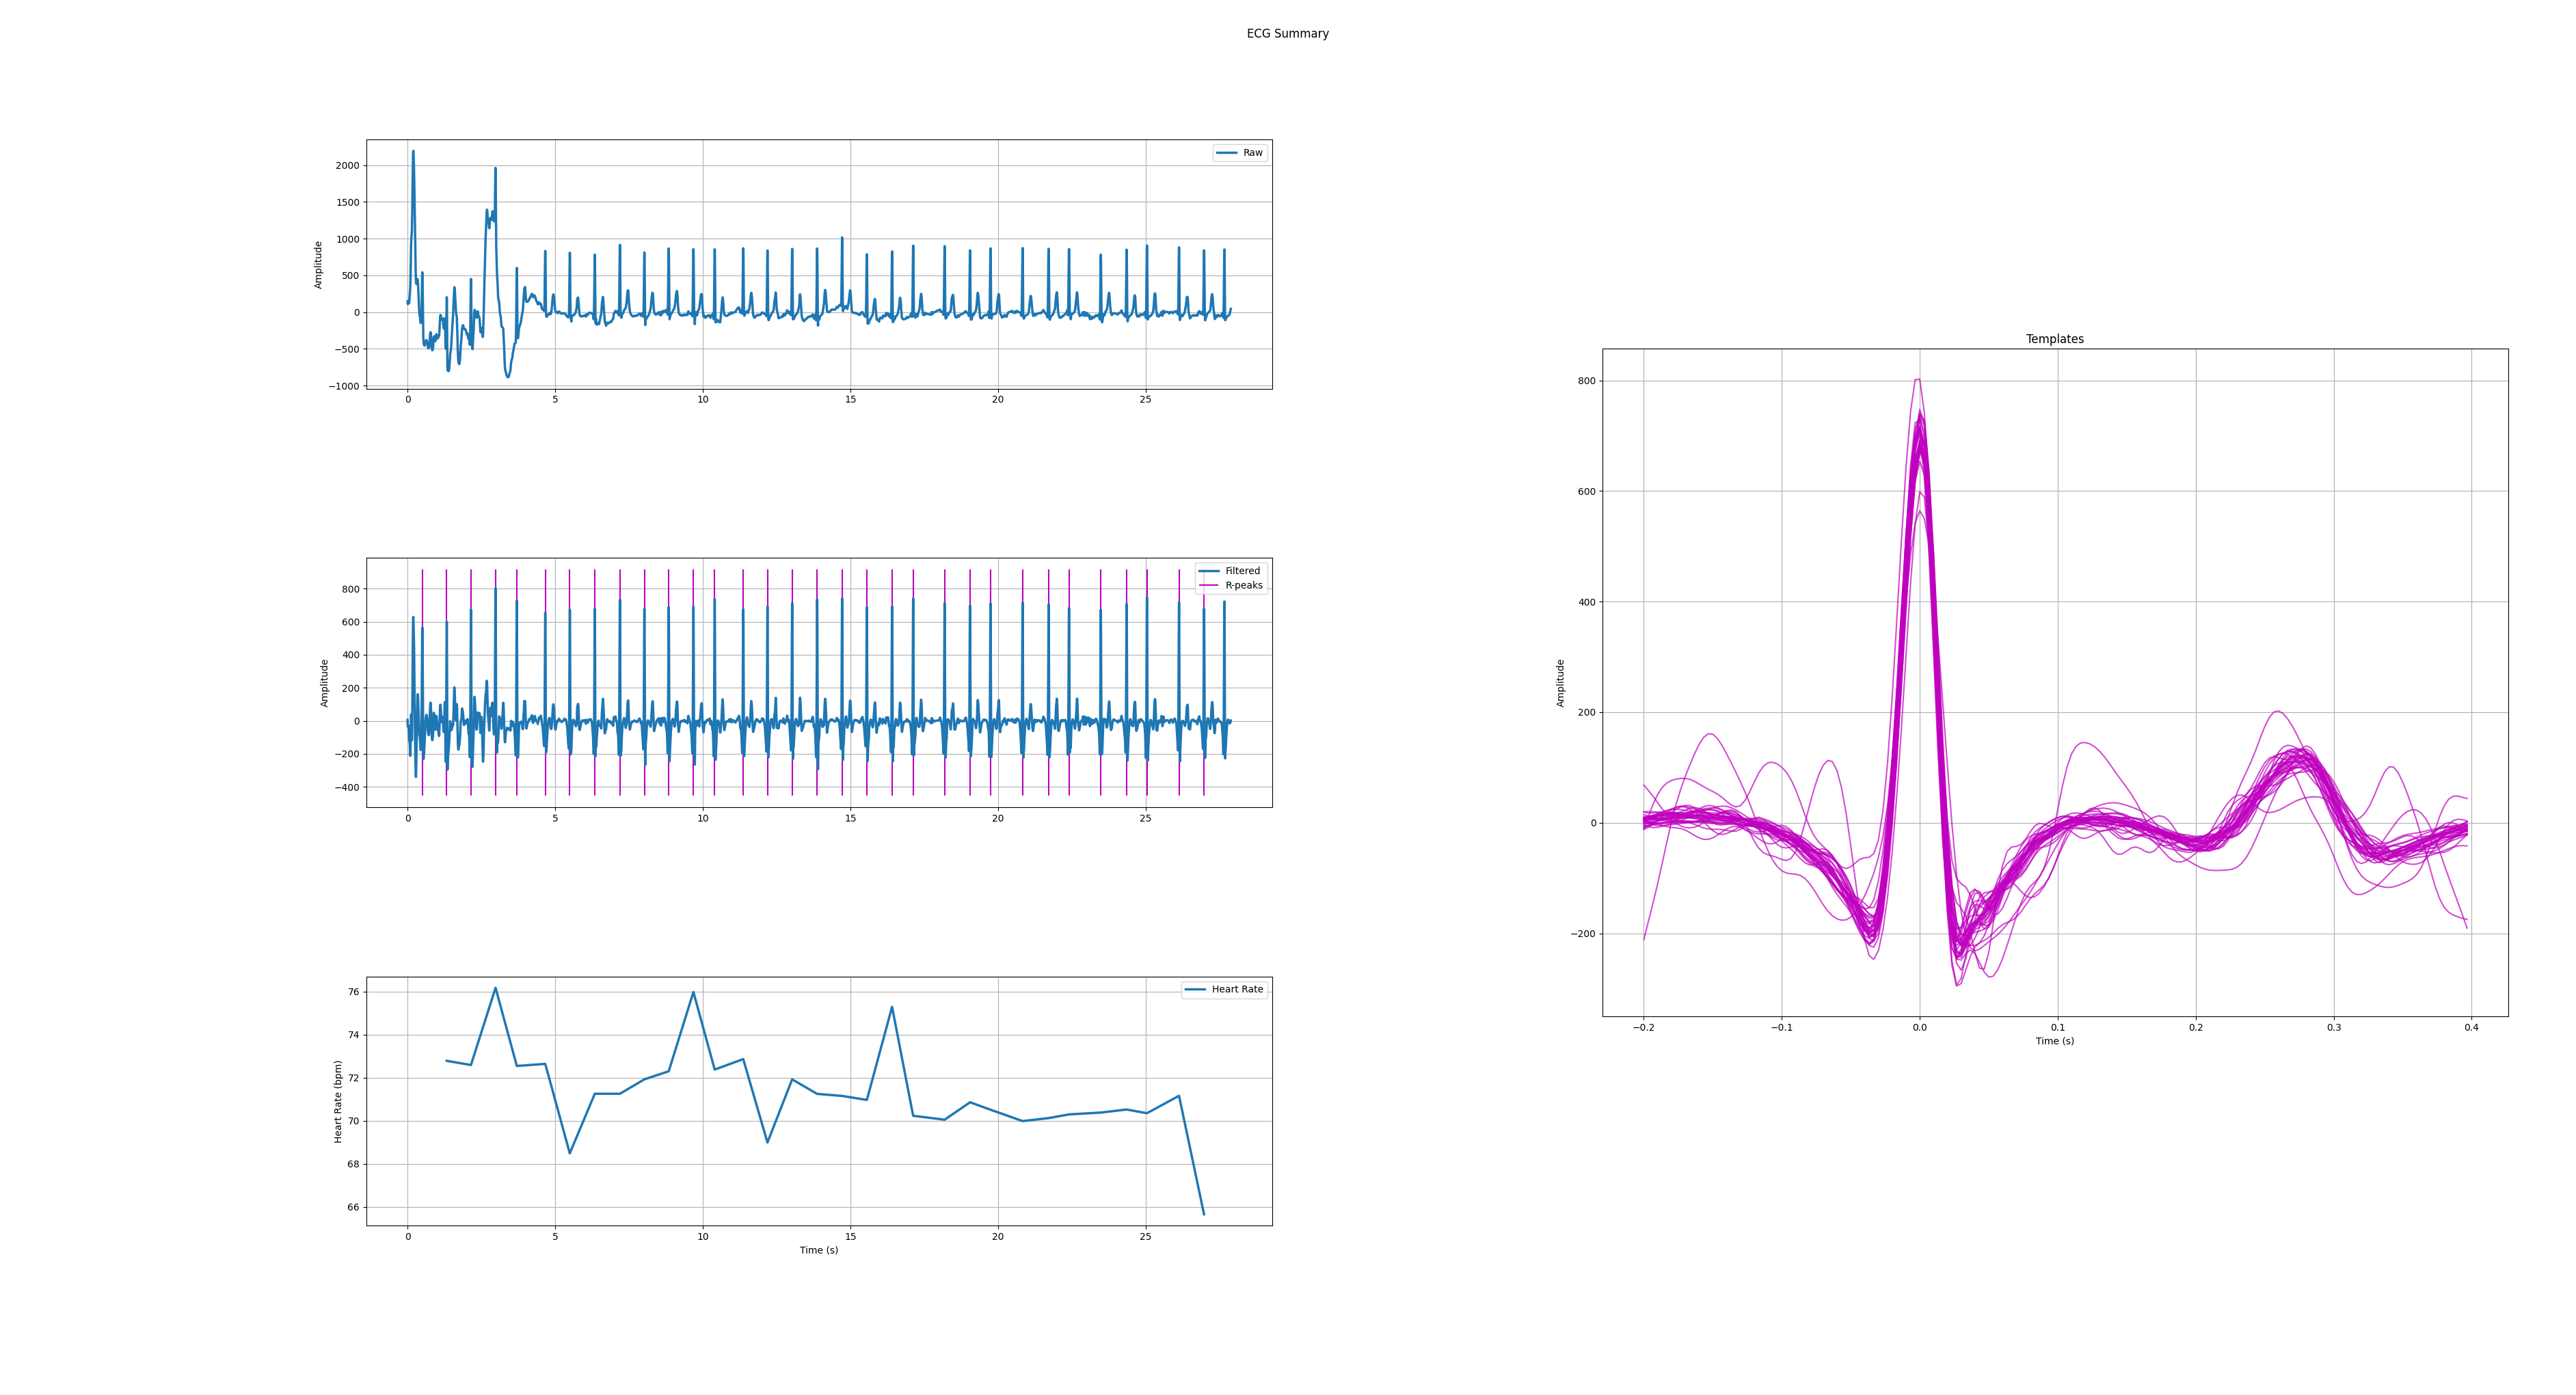 ECG Summary
Raw
Amplitude
2000
1500
1000
500
0
−500
−1000
0 5 10 15 20 25
Filtered
R-peaks
Amplitude
800
600
400
200
0
−200
−400
0 5 10 15 20 25
Heart Rate
Heart Rate (bpm)
76
74
72
70
68
66
0 5 10 15 20 25
Time (s)
Templates
Amplitude
800
600
400
200
0
−200
−0.2 −0.1 0.0 0.1 0.2 0.3 0.4
Time (s)